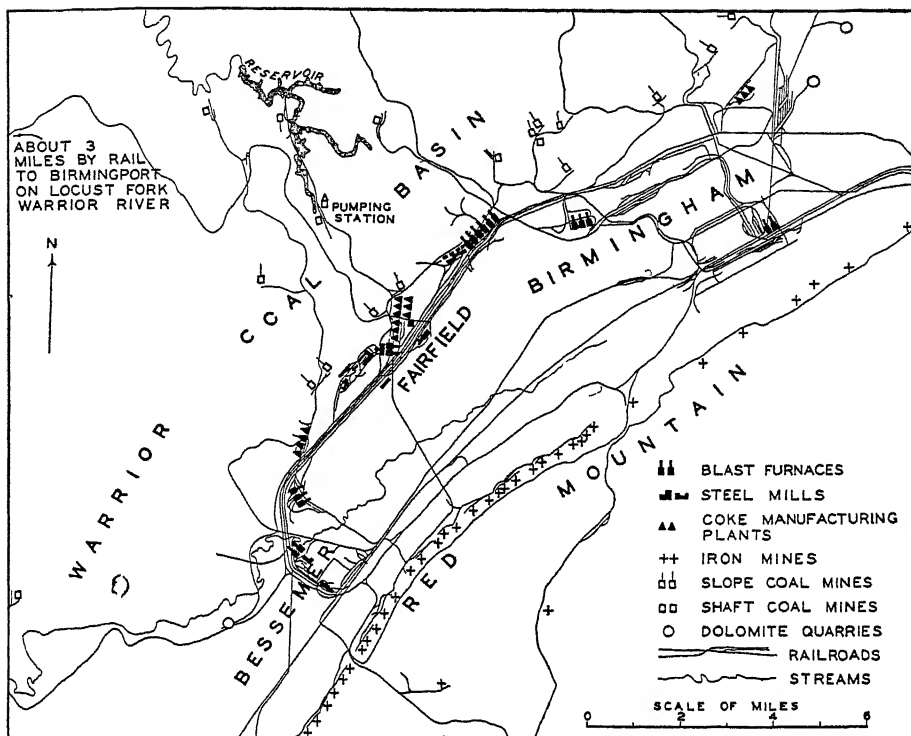 RESERVOIR
ABOUT 3
MILES BY RAIL
TO BIRMINGPORT
ON LOCUST FORK
WARRIOR RIVER
N
PUMPING
STATION
WARRIOR CCAL BASIN
BIRMINGHAM
FAIRFIELD
BESSEMER
RED MOUNTAIN
BLAST FURNACES
STEEL MILLS
COKE MANUFACTURING
PLANTS
IRON MINES
SLOPE COAL MINES
SHAFT COAL MINES
DOLOMITE QUARRIES
RAILROADS
STREAMS
SCALE OF MILES
0 2 4 6